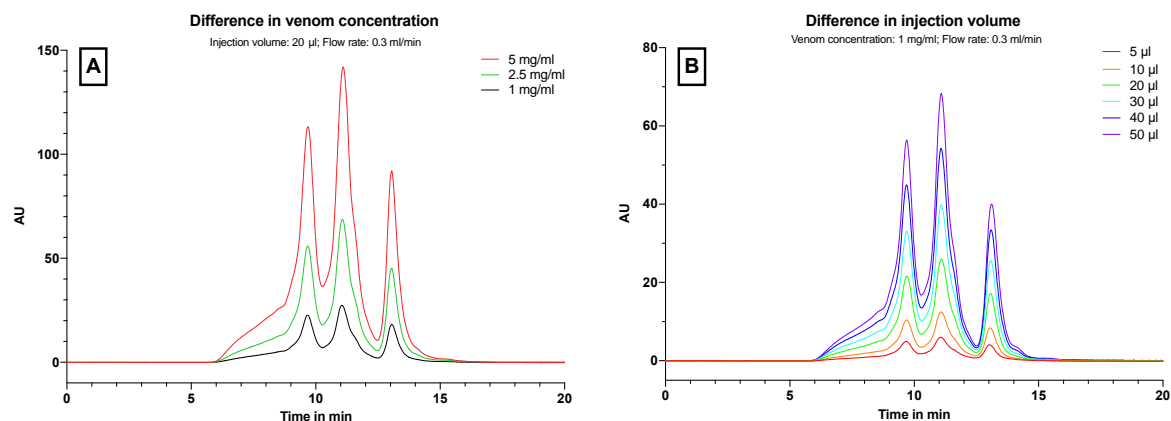 Difference in venom concentration
Injection volume: 20 µl; Flow rate: 0.3 ml/min
A
5 mg/ml
2.5 mg/ml
1 mg/ml
150
100
50
0
AU
0 5 10 15 20
Time in min
Difference in injection volume
Venom concentration: 1 mg/ml; Flow rate: 0.3 ml/min
B
5 µl
10 µl
20 µl
30 µl
40 µl
50 µl
80
60
40
20
0
AU
0 5 10 15 20
Time in min